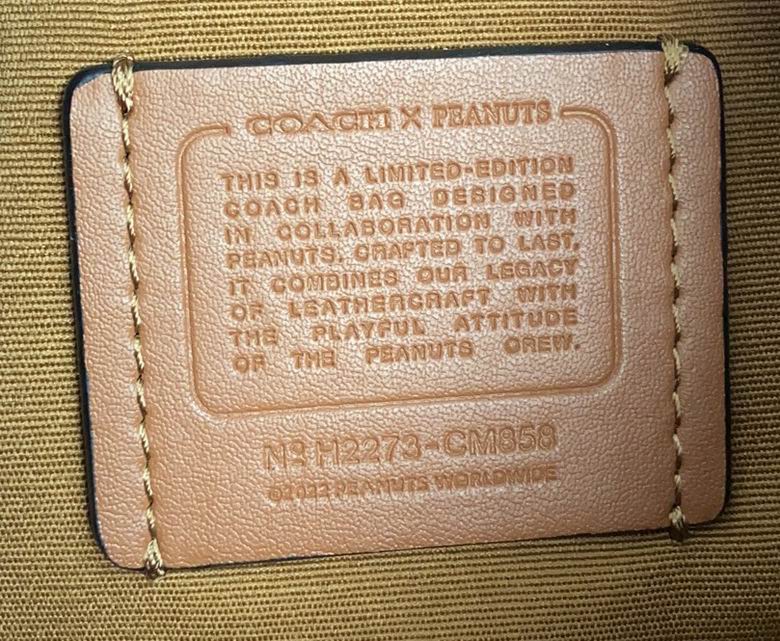 COACH X PEANUTS
THIS IS A LIMITED-EDITION
COACH BAG DESIGNED
IN COLLABORATION WITH
PEANUTS. CRAFTED TO LAST,
IT COMBINES OUR LEGACY
OF LEATHERCRAFT WITH
THE PLAYFUL ATTITUDE
OF THE PEANUTS CREW.
Nº H2273-CM858
©2022 PEANUTS WORLDWIDE